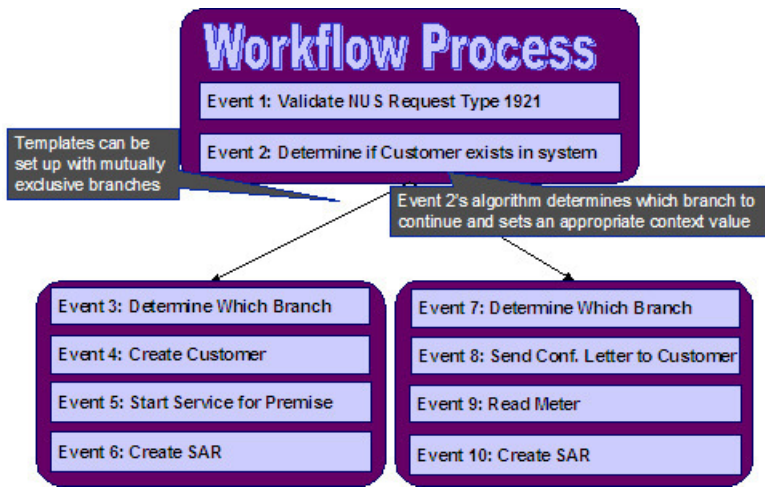 Workflow Process
Event 1: Validate NUS Request Type 1921
Event 2: Determine if Customer exists in system
Templates can be
set up with mutually
exclusive branches
Event 2's algorithm determines which branch to
continue and sets an appropriate context value
Event 3: Determine Which Branch
Event 4: Create Customer
Event 5: Start Service for Premise
Event 6: Create SAR
Event 7: Determine Which Branch
Event 8: Send Conf. Letter to Customer
Event 9: Read Meter
Event 10: Create SAR